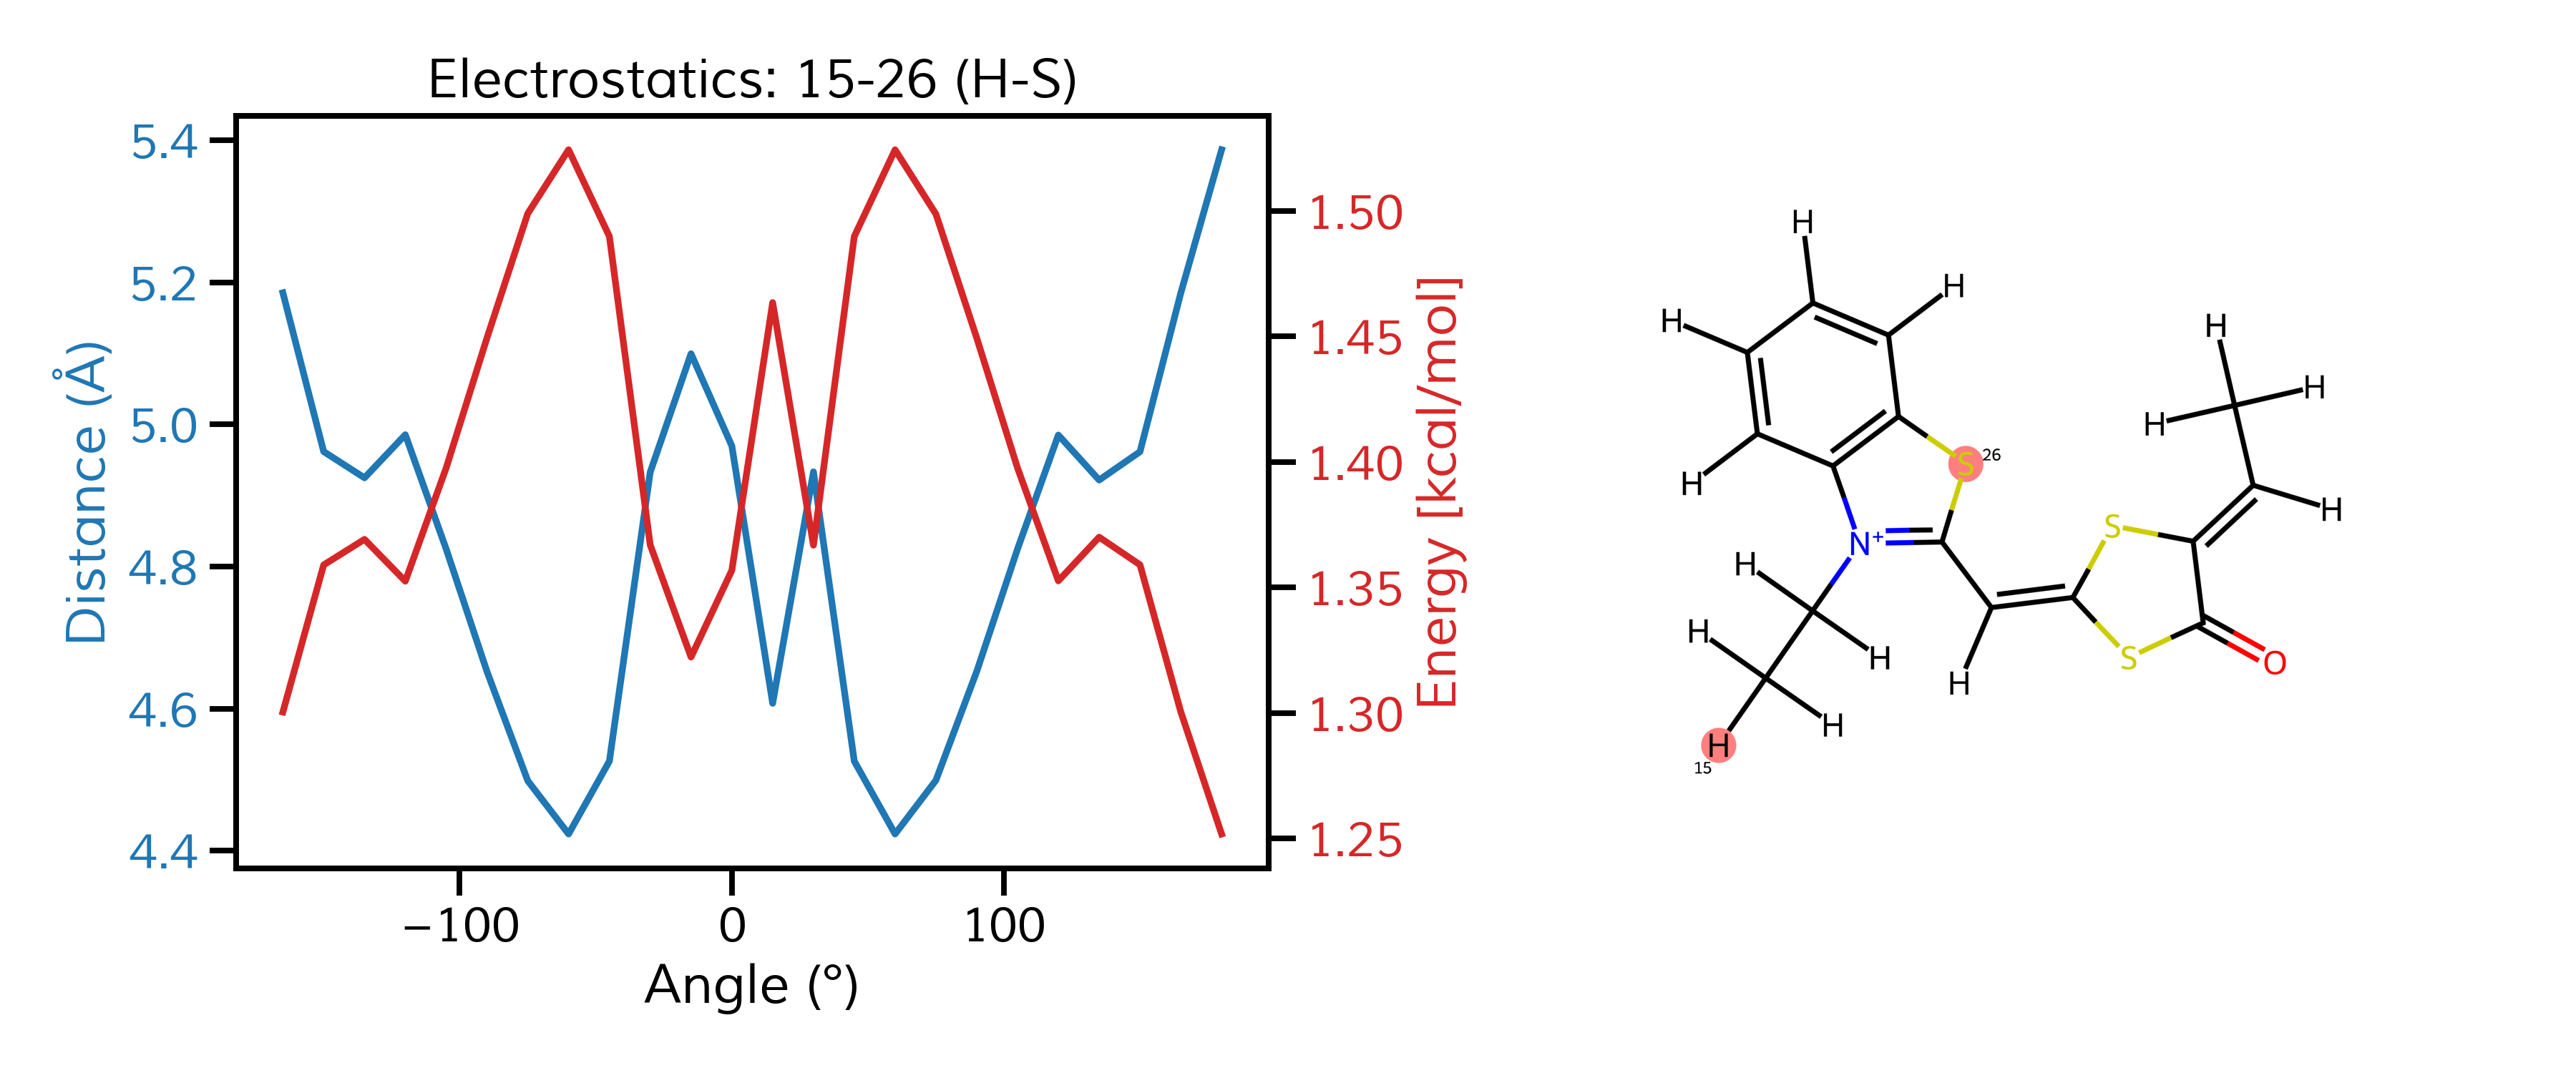 Electrostatics: 15-26 (H-S)
5.4
5.2
5.0
4.8
4.6
4.4
Distance (Å)
−100
0
100
Angle (°)
1.50
1.45
1.40
1.35
1.30
1.25
Energy [kcal/mol]
H
H
H
H
H
H
H
S 26
H
H
S
N+
H
H
S
O
H
H
H
H
15